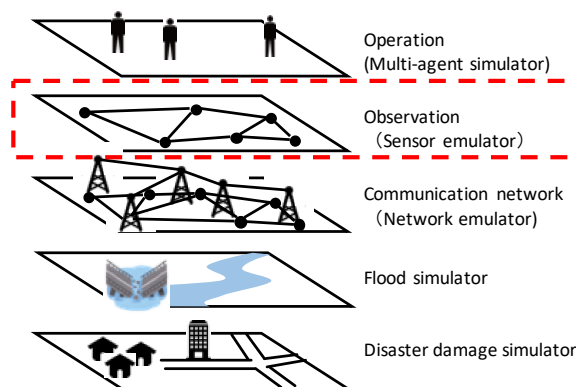 Operation
(Multi-agent simulator)
Observation
（Sensor emulator）
Communication network
（Network emulator)
Flood simulator
Disaster damage simulator